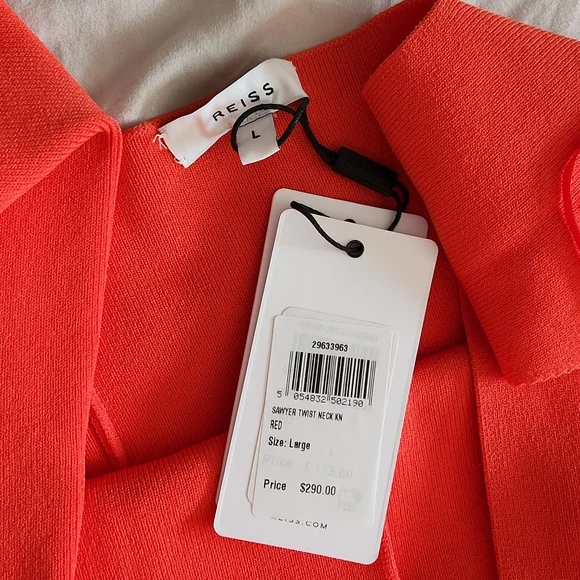 REISS
L
29633963
5 054832 502190
SAWYER TWIST NECK KN
RED
Size: Large L
Price £ 175.00
Price $290.00
REISS.COM